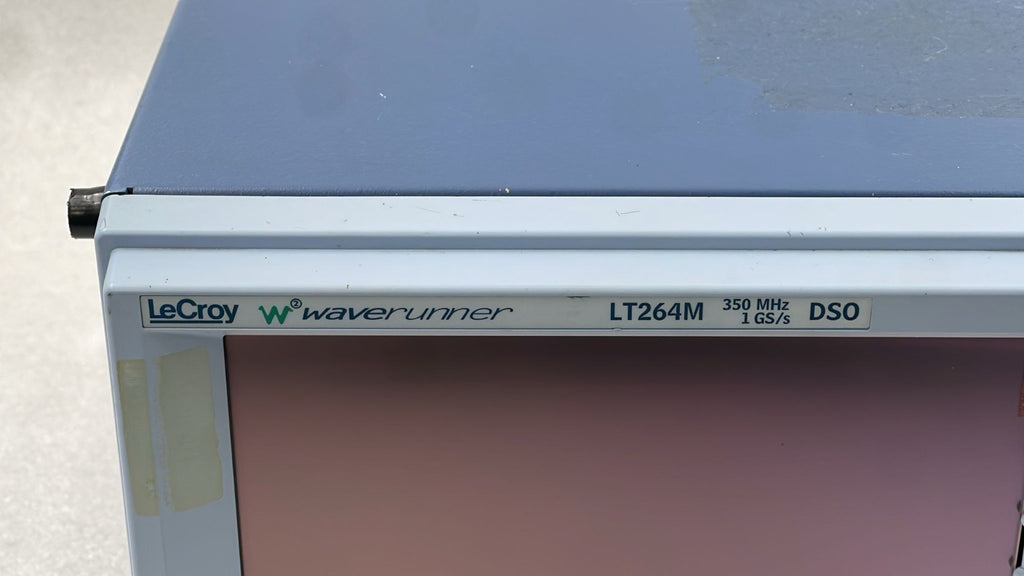 LeCroy W² waverunner LT264M 350 MHz 1 GS/s DSO